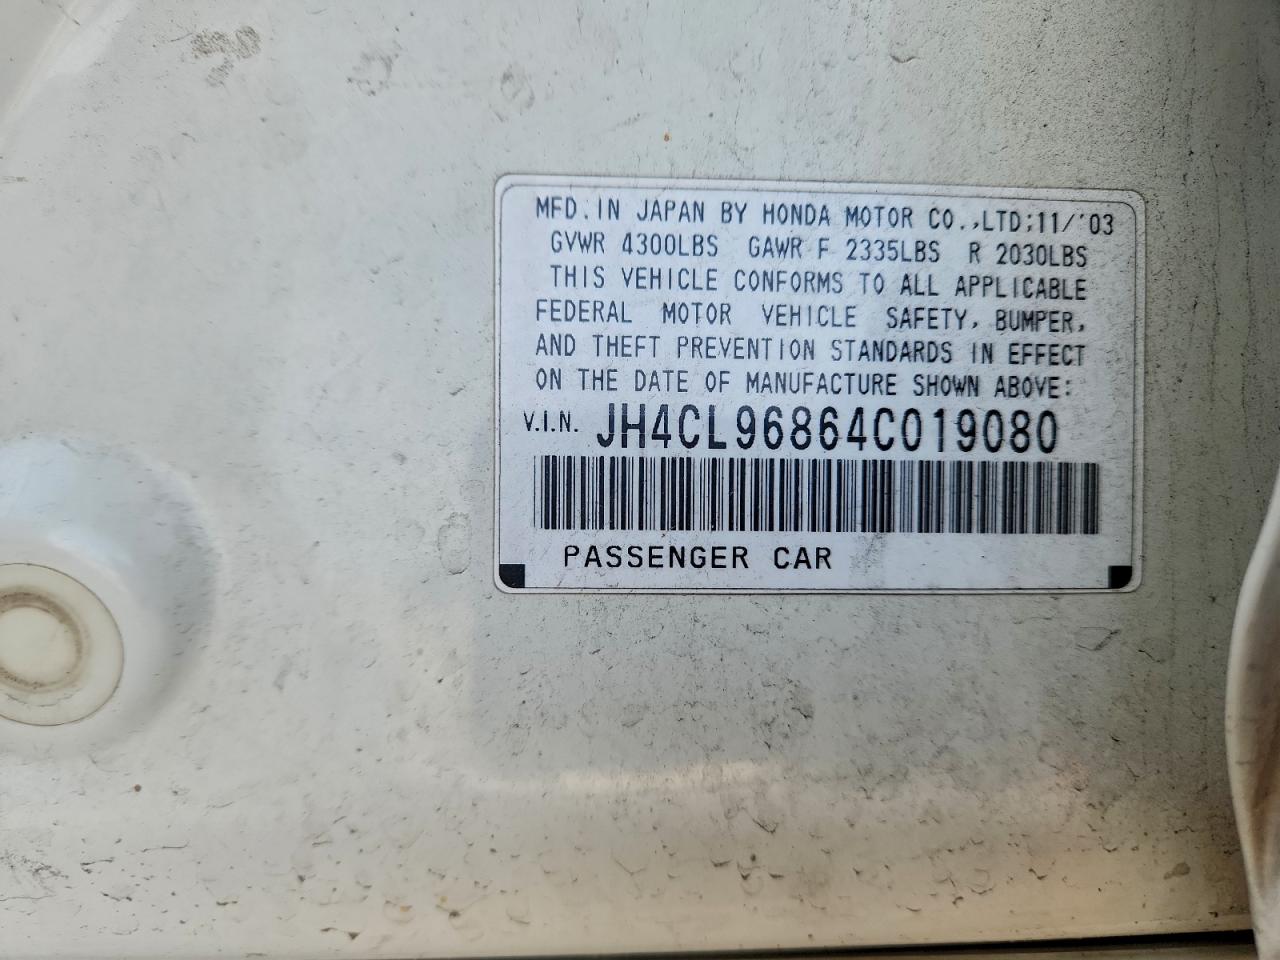 MFD. IN JAPAN BY HONDA MOTOR CO.,LTD;11/'03
GVWR 4300LBS GAWR F 2335LBS R 2030LBS
THIS VEHICLE CONFORMS TO ALL APPLICABLE
FEDERAL MOTOR VEHICLE SAFETY, BUMPER,
AND THEFT PREVENTION STANDARDS IN EFFECT
ON THE DATE OF MANUFACTURE SHOWN ABOVE:
V.I.N. JH4CL96864C019080
PASSENGER CAR